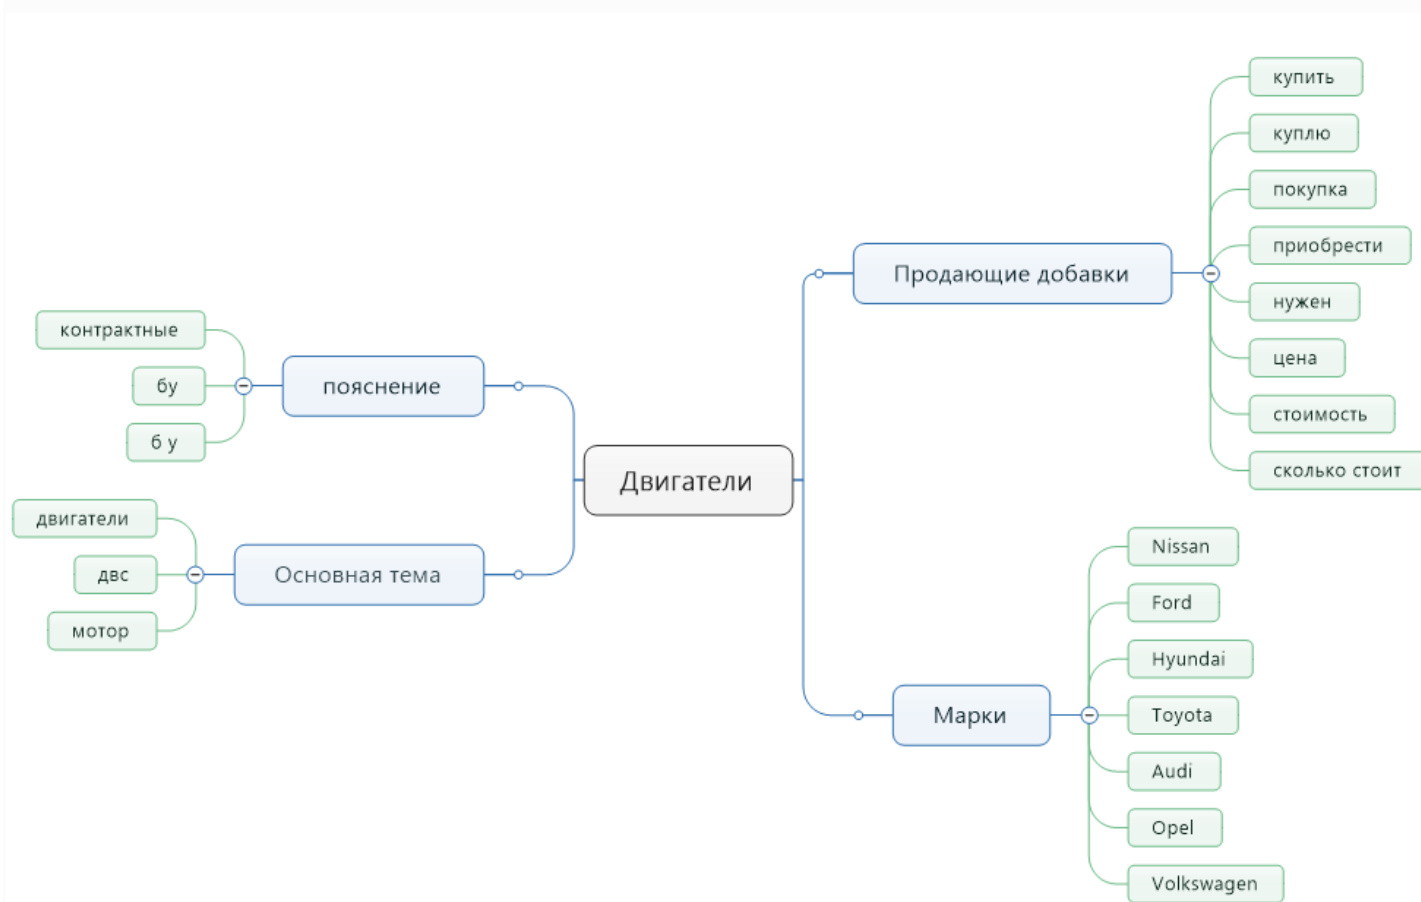 купить
куплю
покупка
приобрести
Продающие добавки
нужен
цена
стоимость
сколько стоит
контрактные
бу
пояснение
б у
Двигатели
двигатели
двс
Основная тема
мотор
Nissan
Ford
Hyundai
Марки
Toyota
Audi
Opel
Volkswagen